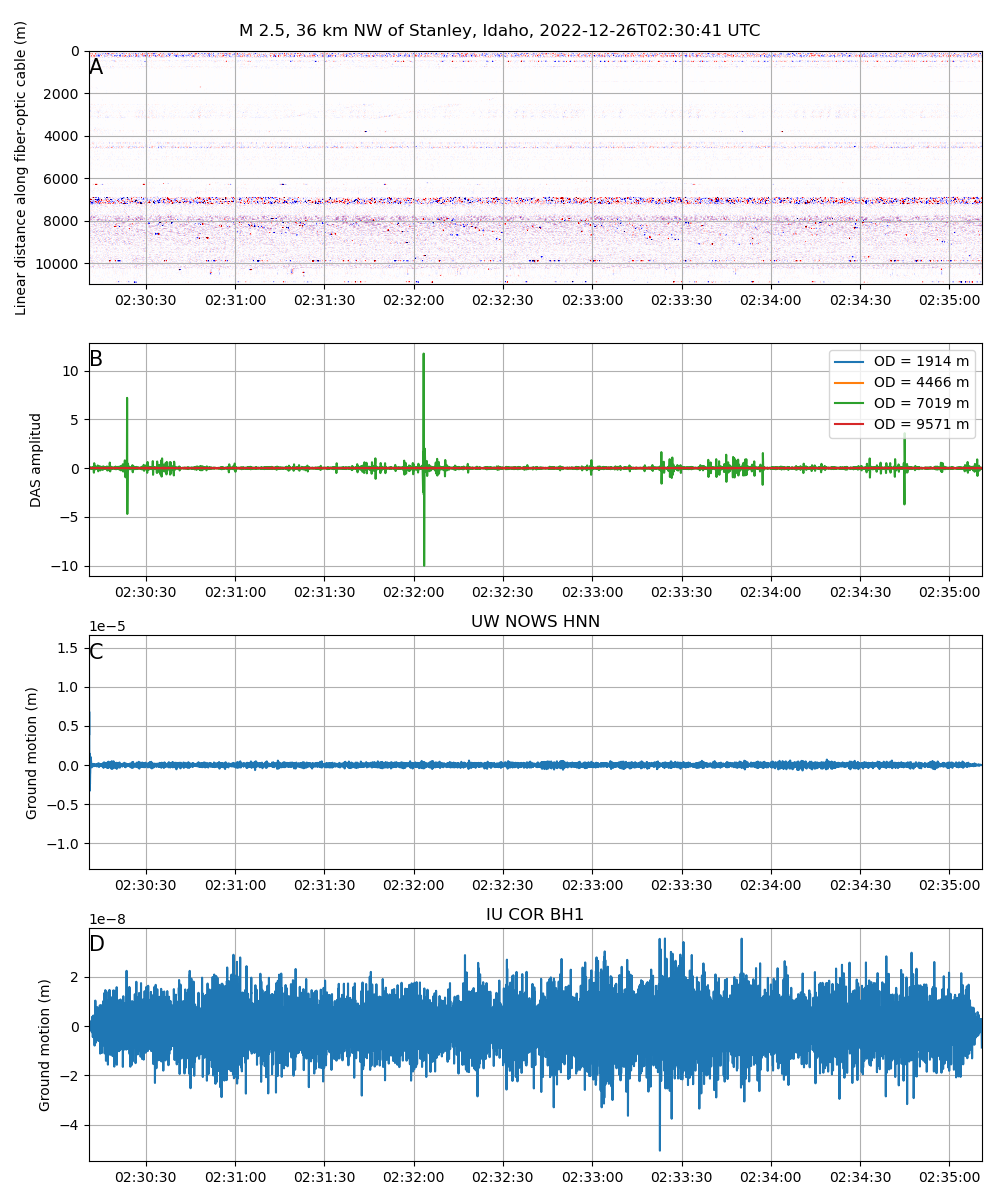 M 2.5, 36 km NW of Stanley, Idaho, 2022-12-26T02:30:41 UTC
A
Linear distance along fiber-optic cable (m)
0
2000
4000
6000
8000
10000
02:30:30 02:31:00 02:31:30 02:32:00 02:32:30 02:33:00 02:33:30 02:34:00 02:34:30 02:35:00
B
DAS amplitud
10
5
0
−5
−10
OD = 1914 m
OD = 4466 m
OD = 7019 m
OD = 9571 m
02:30:30 02:31:00 02:31:30 02:32:00 02:32:30 02:33:00 02:33:30 02:34:00 02:34:30 02:35:00
UW NOWS HNN
1e−5
C
Ground motion (m)
1.5
1.0
0.5
0.0
−0.5
−1.0
02:30:30 02:31:00 02:31:30 02:32:00 02:32:30 02:33:00 02:33:30 02:34:00 02:34:30 02:35:00
IU COR BH1
1e−8
D
Ground motion (m)
2
0
−2
−4
02:30:30 02:31:00 02:31:30 02:32:00 02:32:30 02:33:00 02:33:30 02:34:00 02:34:30 02:35:00